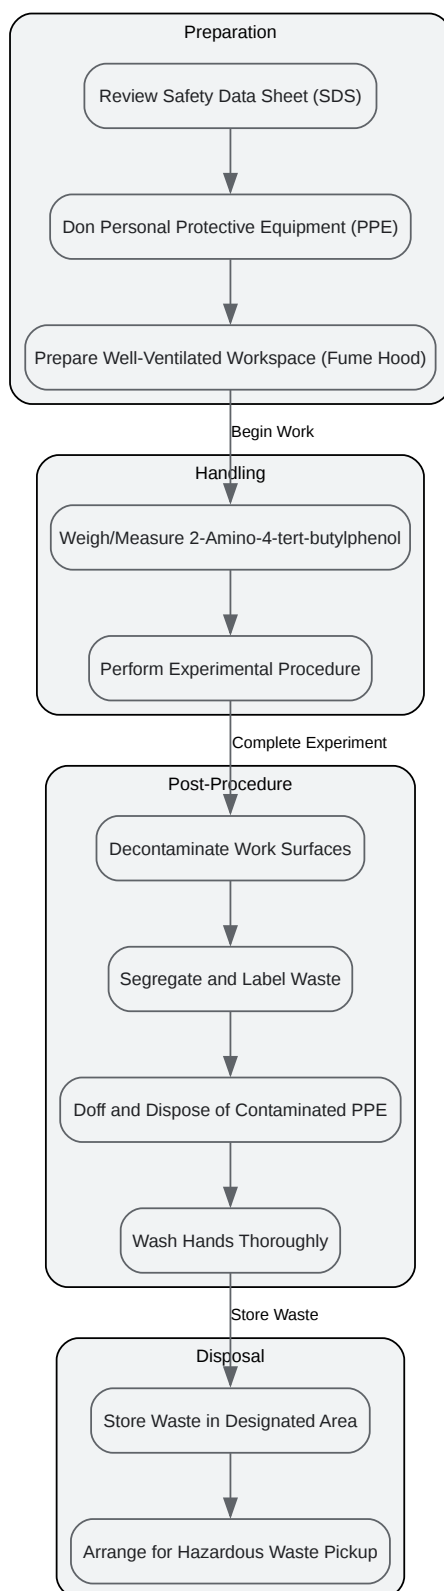 Preparation
Review Safety Data Sheet (SDS)
Don Personal Protective Equipment (PPE)
Prepare Well-Ventilated Workspace (Fume Hood)
Begin Work
Handling
Weigh/Measure 2-Amino-4-tert-butylphenol
Perform Experimental Procedure
Complete Experiment
Post-Procedure
Decontaminate Work Surfaces
Segregate and Label Waste
Doff and Dispose of Contaminated PPE
Wash Hands Thoroughly
Store Waste
Disposal
Store Waste in Designated Area
Arrange for Hazardous Waste Pickup